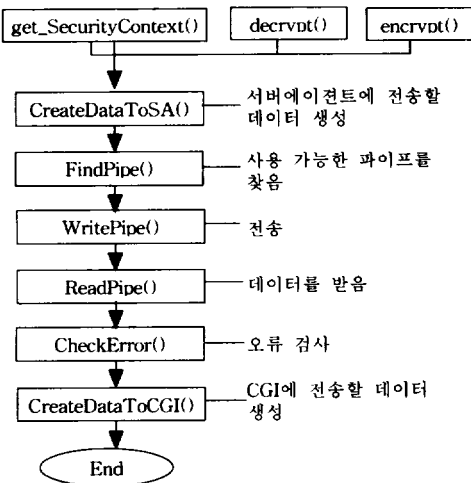 get_SecurityContext()
decrypt()
encrypt()
CreateDataToSA()
서버에이젼트에 전송할
데이터 생성
FindPipe()
사용 가능한 파이프를
찾음
WritePipe()
전송
ReadPipe()
데이터를 받음
CheckError()
오류 검사
CreateDataToCGI()
CGI에 전송할 데이터
생성
End